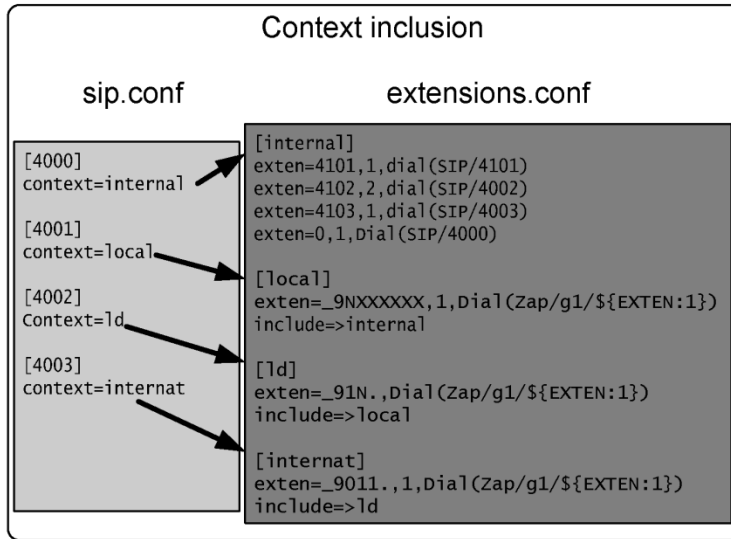 Context inclusion
sip.conf
[4000]
context=internal
[4001]
context=local
[4002]
Context=ld
[4003]
context=internat
extensions.conf
[internal]
exten=4101,1,dial(SIP/4101)
exten=4102,2,dial(SIP/4002)
exten=4103,1,dial(SIP/4003)
exten=0,1,Dial(SIP/4000)
[local]
exten=_9NXXXXXX,1,Dial(Zap/g1/${EXTEN:1})
include=>internal
[ld]
exten=_91N.,Dial(Zap/g1/${EXTEN:1})
include=>local
[internat]
exten=_9011.,1,Dial(Zap/g1/${EXTEN:1})
include=>ld